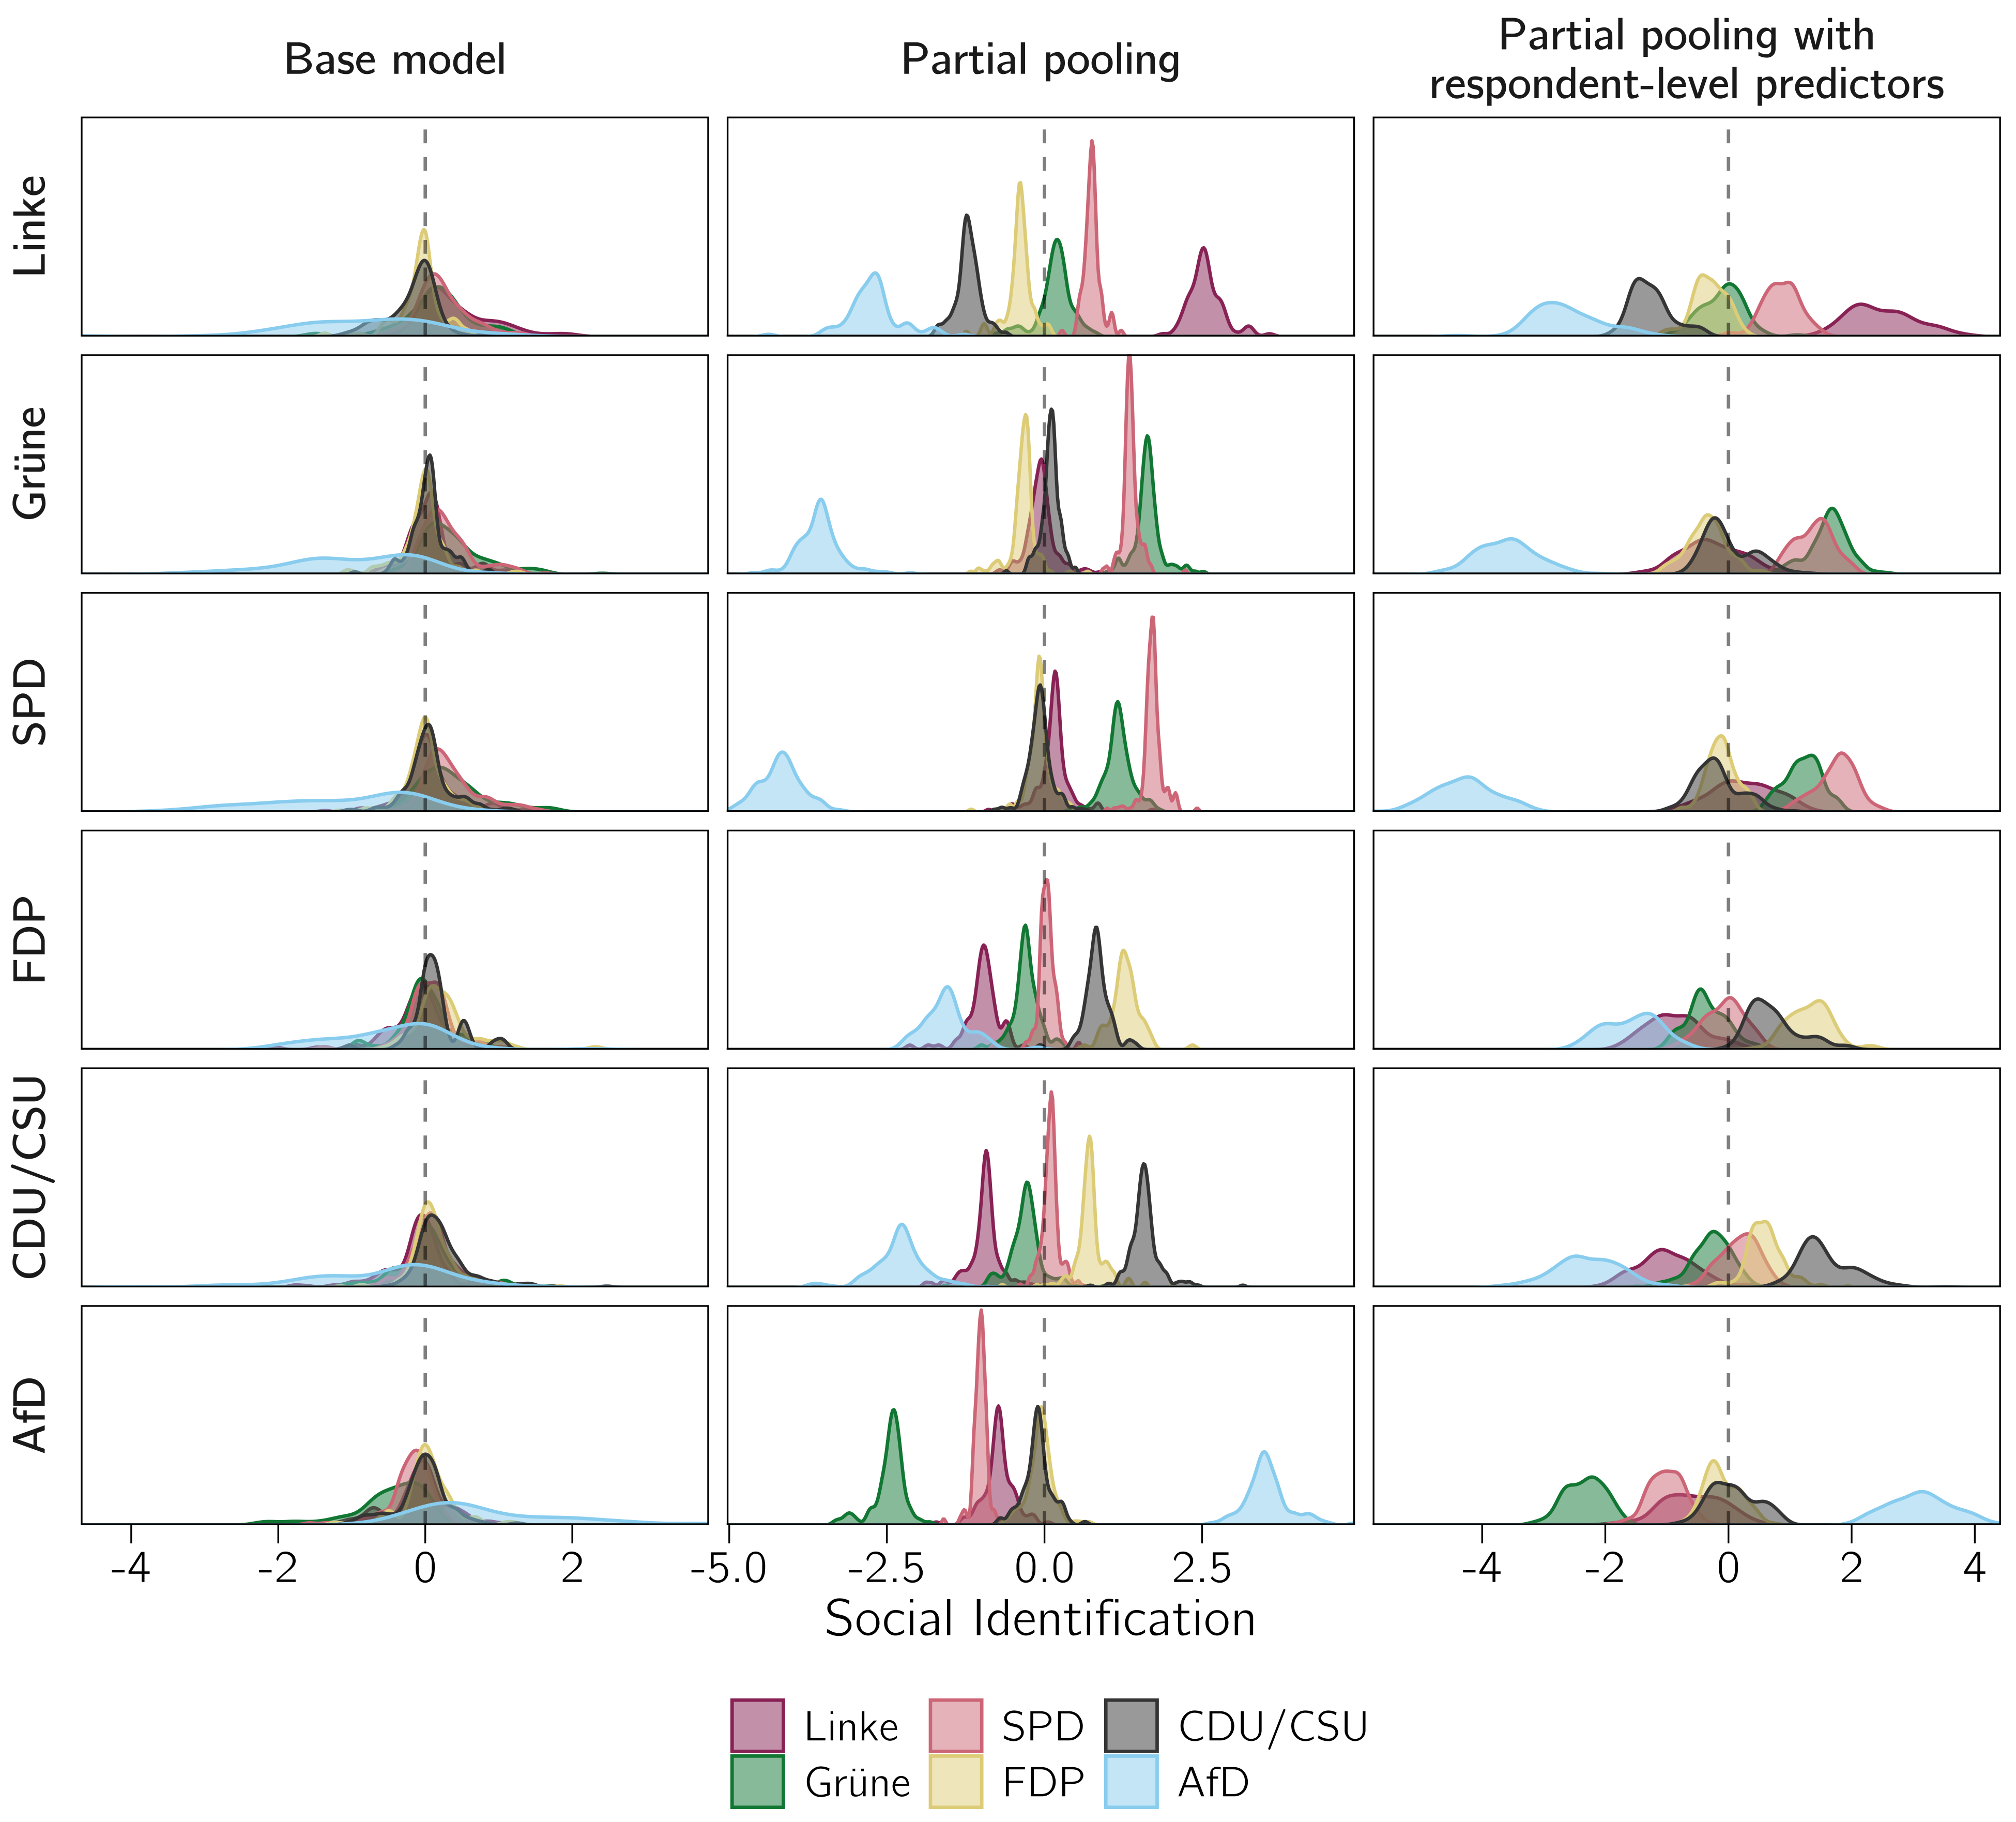 Base model
Partial pooling
Partial pooling with
respondent-level predictors
Linke
Grüne
SPD
FDP
CDU/CSU
AfD
-4 -2 0 2 -5.0 -2.5 0.0 2.5 -4 -2 0 2 4
Social Identification
Linke SPD CDU/CSU
Grüne FDP AfD